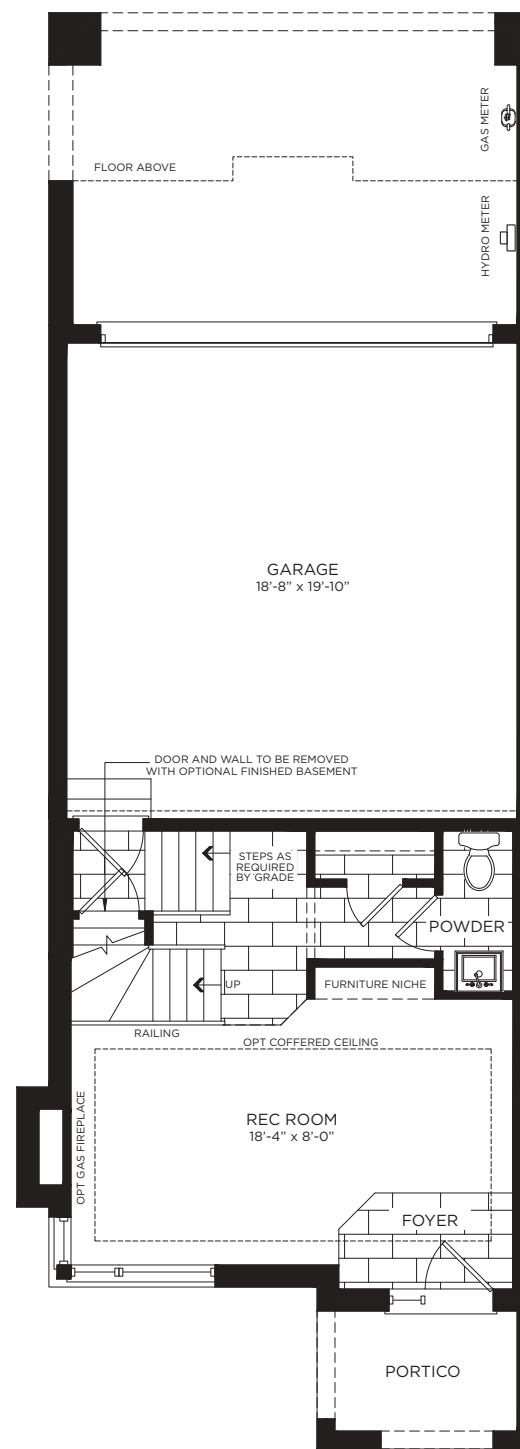 GAS METER
FLOOR ABOVE
HYDRO METER
GARAGE
18’-8” x 19’-10”
DOOR AND WALL TO BE REMOVED
WITH OPTIONAL FINISHED BASEMENT
STEPS AS
REQUIRED
BY GRADE
POWDER
UP
FURNITURE NICHE
RAILING
OPT COFFERED CEILING
OPT GAS FIREPLACE
REC ROOM
18’-4” x 8’-0”
FOYER
PORTICO